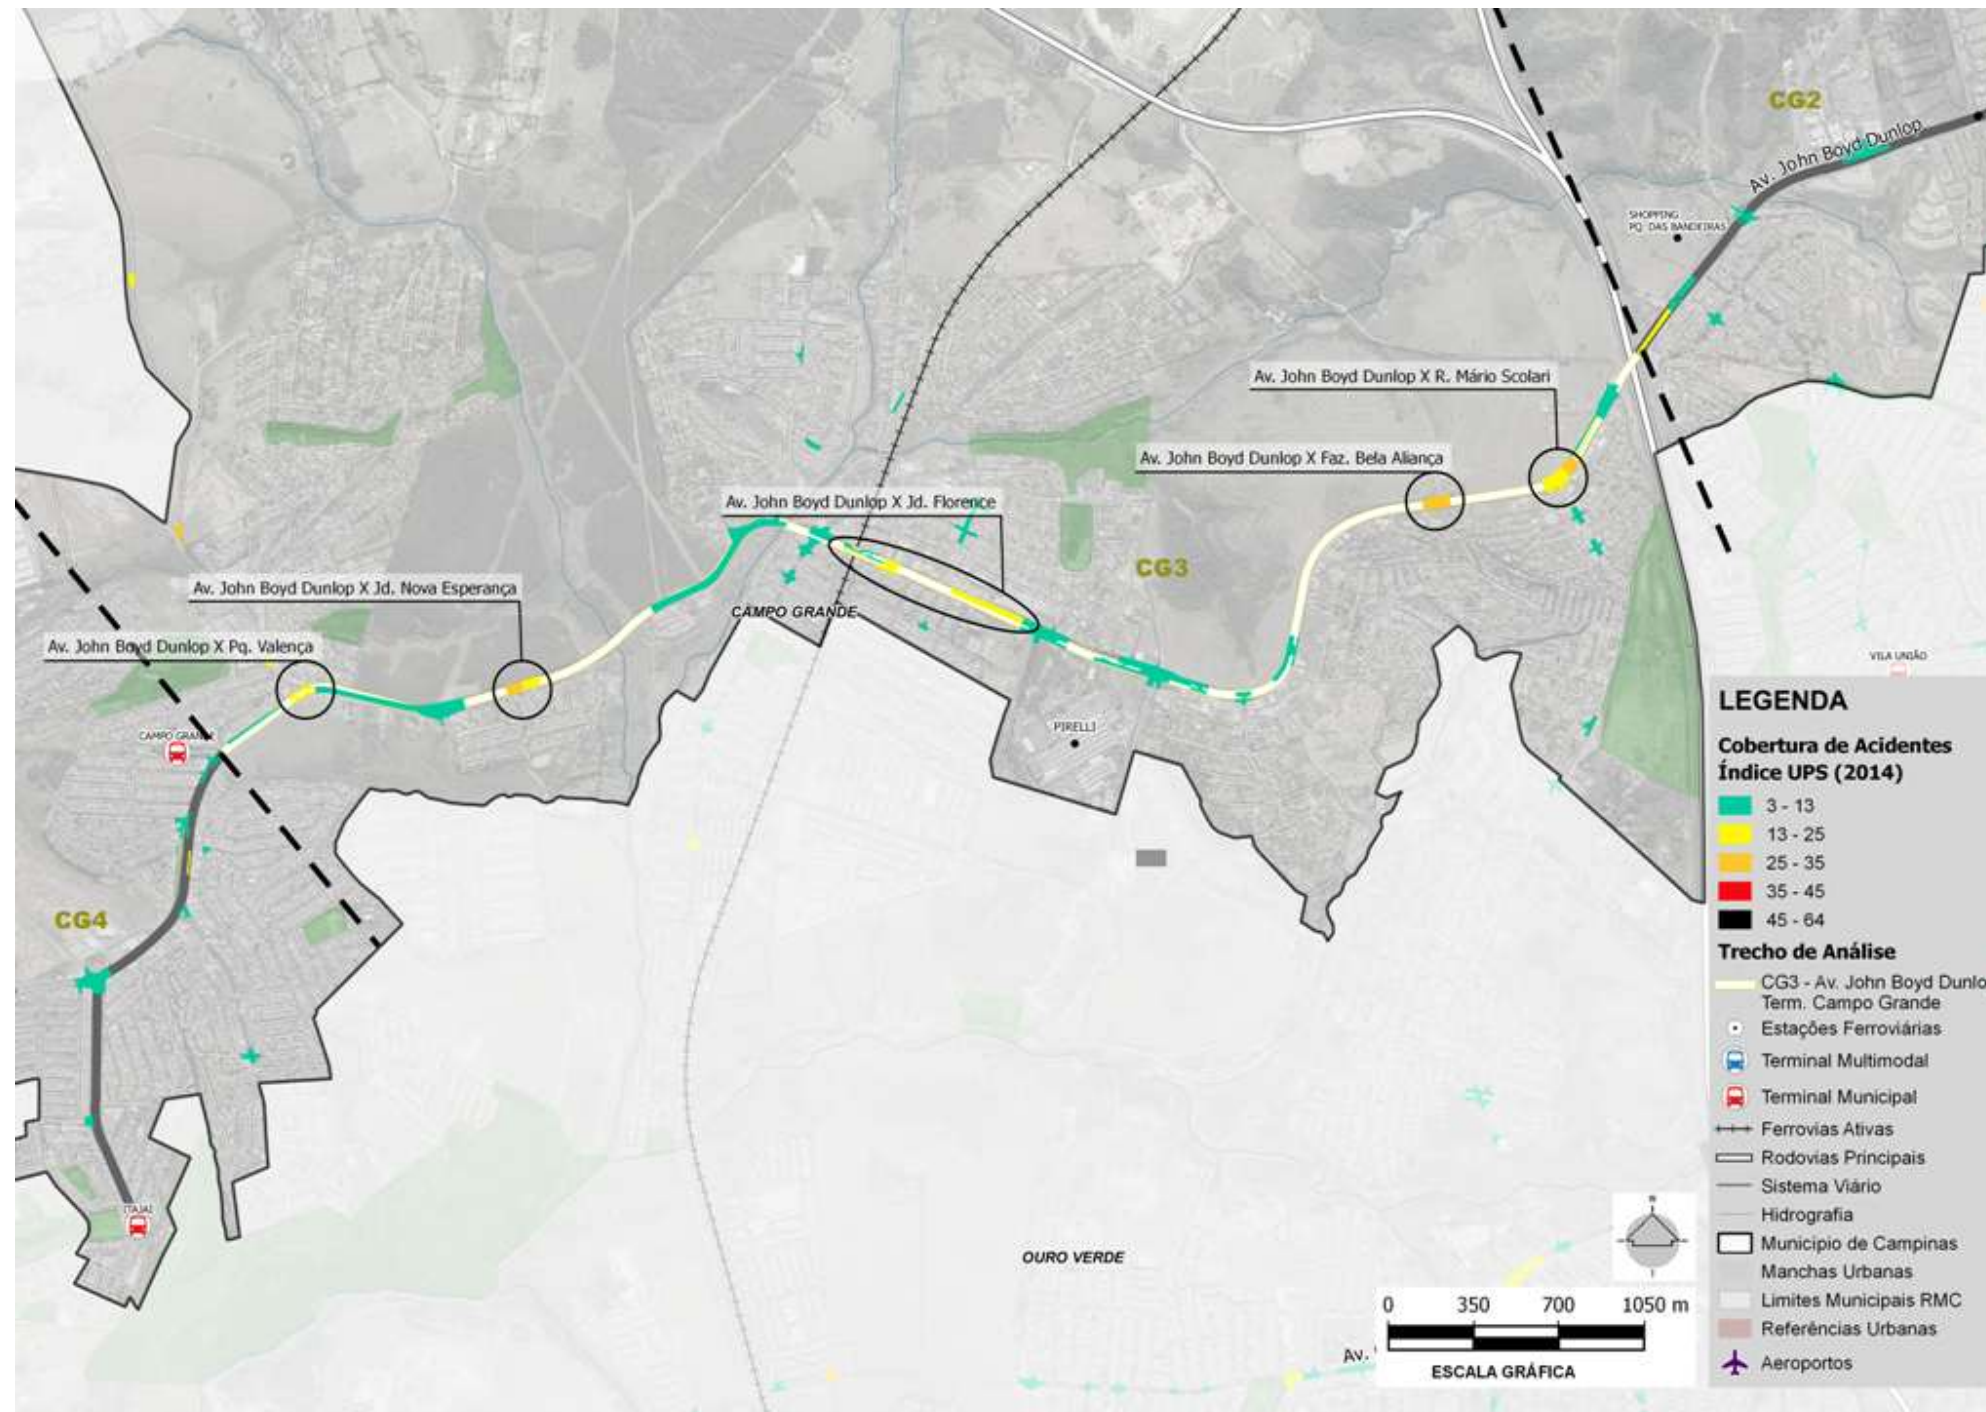 CG2
Av. John Boyd Dunlop
SHOPPING
PQ. DAS BANDEIRAS
Av. John Boyd Dunlop X R. Mário Scolari
Av. John Boyd Dunlop X Faz. Bela Aliança
Av. John Boyd Dunlop X Jd. Florence
CG3
Av. John Boyd Dunlop X Jd. Nova Esperança
CAMPO GRANDE
Av. John Boyd Dunlop X Pq. Valença
VILA UNIÃO
CAMPO GRANDE
PIRELLI
CG4
ITAJAÍ
OURO VERDE
Av.
LEGENDA
Cobertura de Acidentes
Índice UPS (2014)
3 - 13
13 - 25
25 - 35
35 - 45
45 - 64
Trecho de Análise
CG3 - Av. John Boyd Dunlo
Term. Campo Grande
Estações Ferroviárias
Terminal Multimodal
Terminal Municipal
Ferrovias Ativas
Rodovias Principais
Sistema Viário
Hidrografia
Município de Campinas
Manchas Urbanas
Limites Municipais RMC
Referências Urbanas
Aeroportos
N
0 350 700 1050 m
ESCALA GRÁFICA